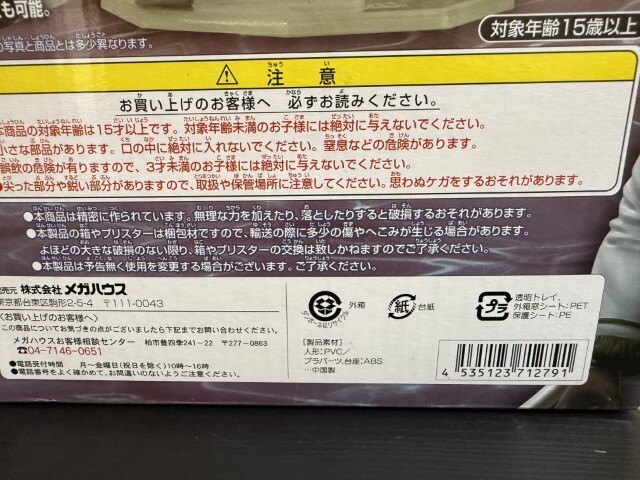 も可能。
の写真と商品とは多少異なります。
対象年齢15歳以上
注意
お買い上げのお客様へ 必ずお読みください。
本商品の対象年齢は15才以上です。対象年齢未満のお子様には絶対に与えないでください。
小さな部品があります。口の中に絶対に入れないでください。窒息などの危険があります。
誤飲の危険が有りますので、3才未満のお子様には絶対に与えないでください。
●尖った部分や鋭い部分がありますので、取扱や保管場所に注意してください。思わぬケガをするおそれがあります。
●本商品は精密に作られています。無理な力を加えたり、落としたりすると破損するおそれがあります。
●本製品の箱やブリスターは梱包材ですので、輸送の際に多少の傷やへこみが生じる場合があります。
よほどの大きな破損のない限り、箱やブリスターの交換は致しかねますのでご了承ください。
●本製品は予告無く使用を変更する場合がございます。ご了承ください。
発売元 株式会社 メガハウス
東京都台東区駒形2-5-4 〒111-0043
〈お買い上げのお客様へ〉
この商品についてお気づきの点がございましたら下記までお問い合わせください。
メガハウスお客様相談センター 柏市豊四季241-22 〒277-0863
☎04-7146-0651
●電話受付時間 月〜金曜日(祝日を除く)10時〜16時
●電話番号をよく確かめて、お間違いのないようご注意ください。
ダンボールはリサイクル
外箱
紙
台紙
プラ
透明トレイ、
外箱窓シート:PET
保護シート:PE
[製品素材]
人形:PVC/
プラパーツ、台座:ABS
…中国製
4 535123 712791